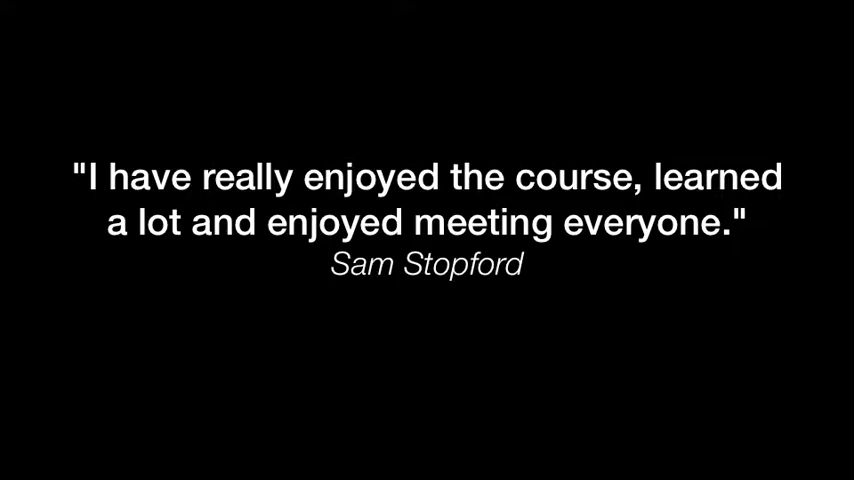 "I have really enjoyed the course, learned
a lot and enjoyed meeting everyone."
Sam Stopford